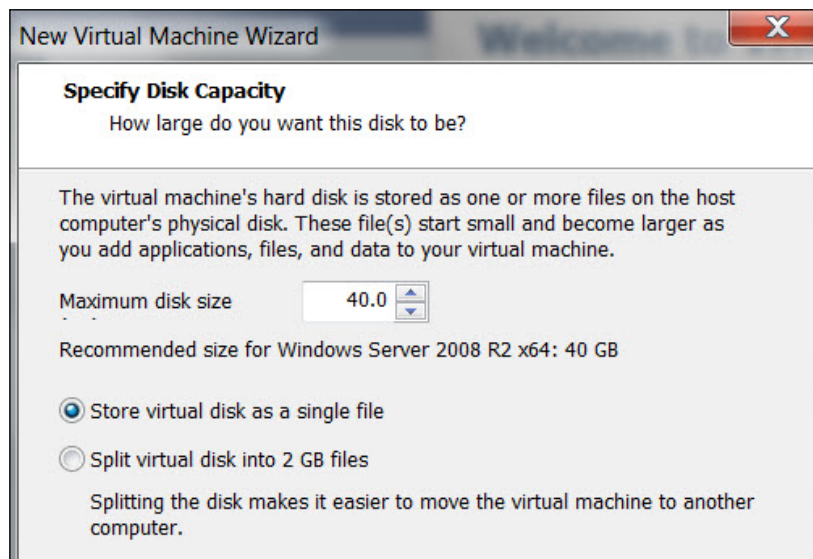 New Virtual Machine Wizard
Welcome to
X
Specify Disk Capacity
How large do you want this disk to be?
The virtual machine's hard disk is stored as one or more files on the host
computer's physical disk. These file(s) start small and become larger as
you add applications, files, and data to your virtual machine.
Maximum disk size
40.0
Recommended size for Windows Server 2008 R2 x64: 40 GB
Store virtual disk as a single file
Split virtual disk into 2 GB files
Splitting the disk makes it easier to move the virtual machine to another
computer.